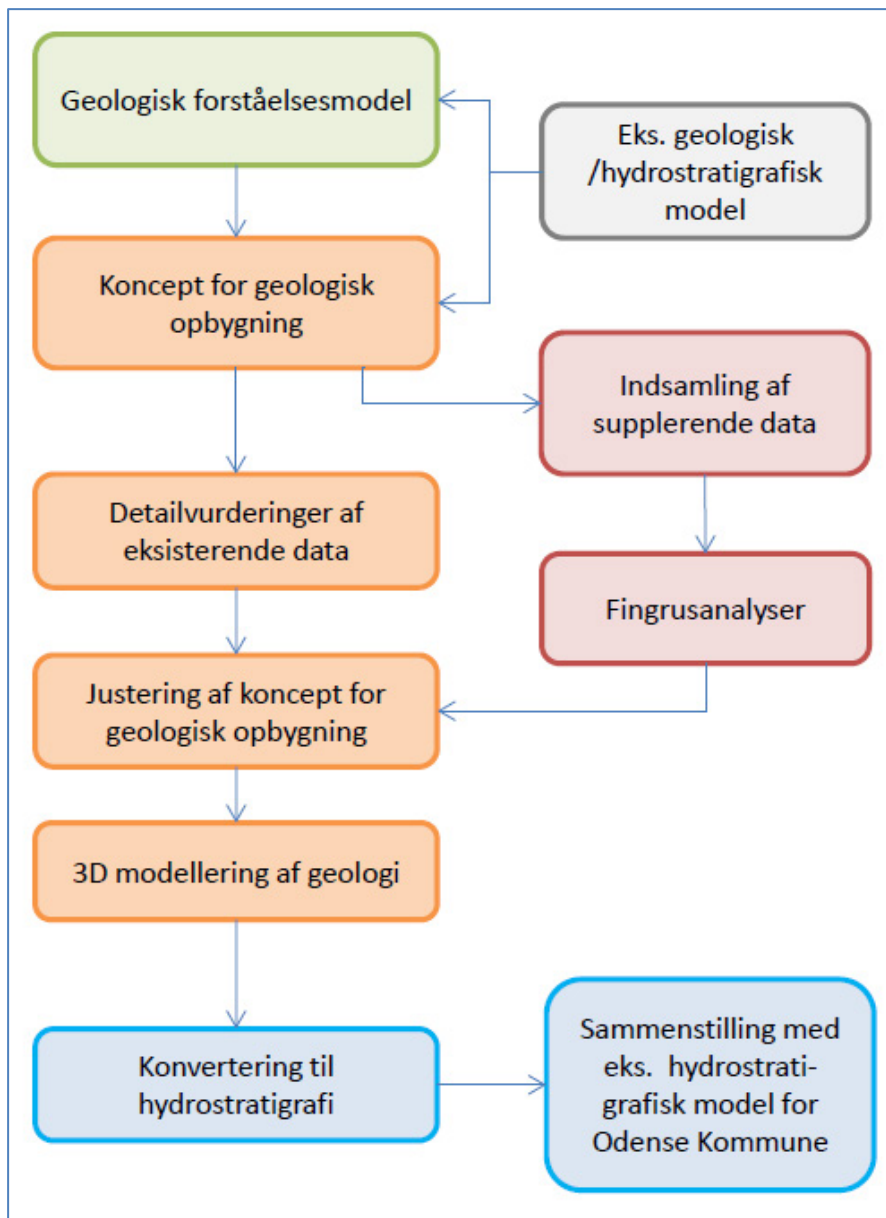 Geologisk forståelsesmodel
Eks. geologisk
/hydrostratigrafisk
model
Koncept for geologisk
opbygning
Indsamling af
supplerende data
Detailvurderinger af
eksisterende data
Fingrusanalyser
Justering af koncept for
geologisk opbygning
3D modellering af geologi
Konvertering til
hydrostratigrafi
Sammenstilling med
eks. hydrostrati-
grafisk model for
Odense Kommune